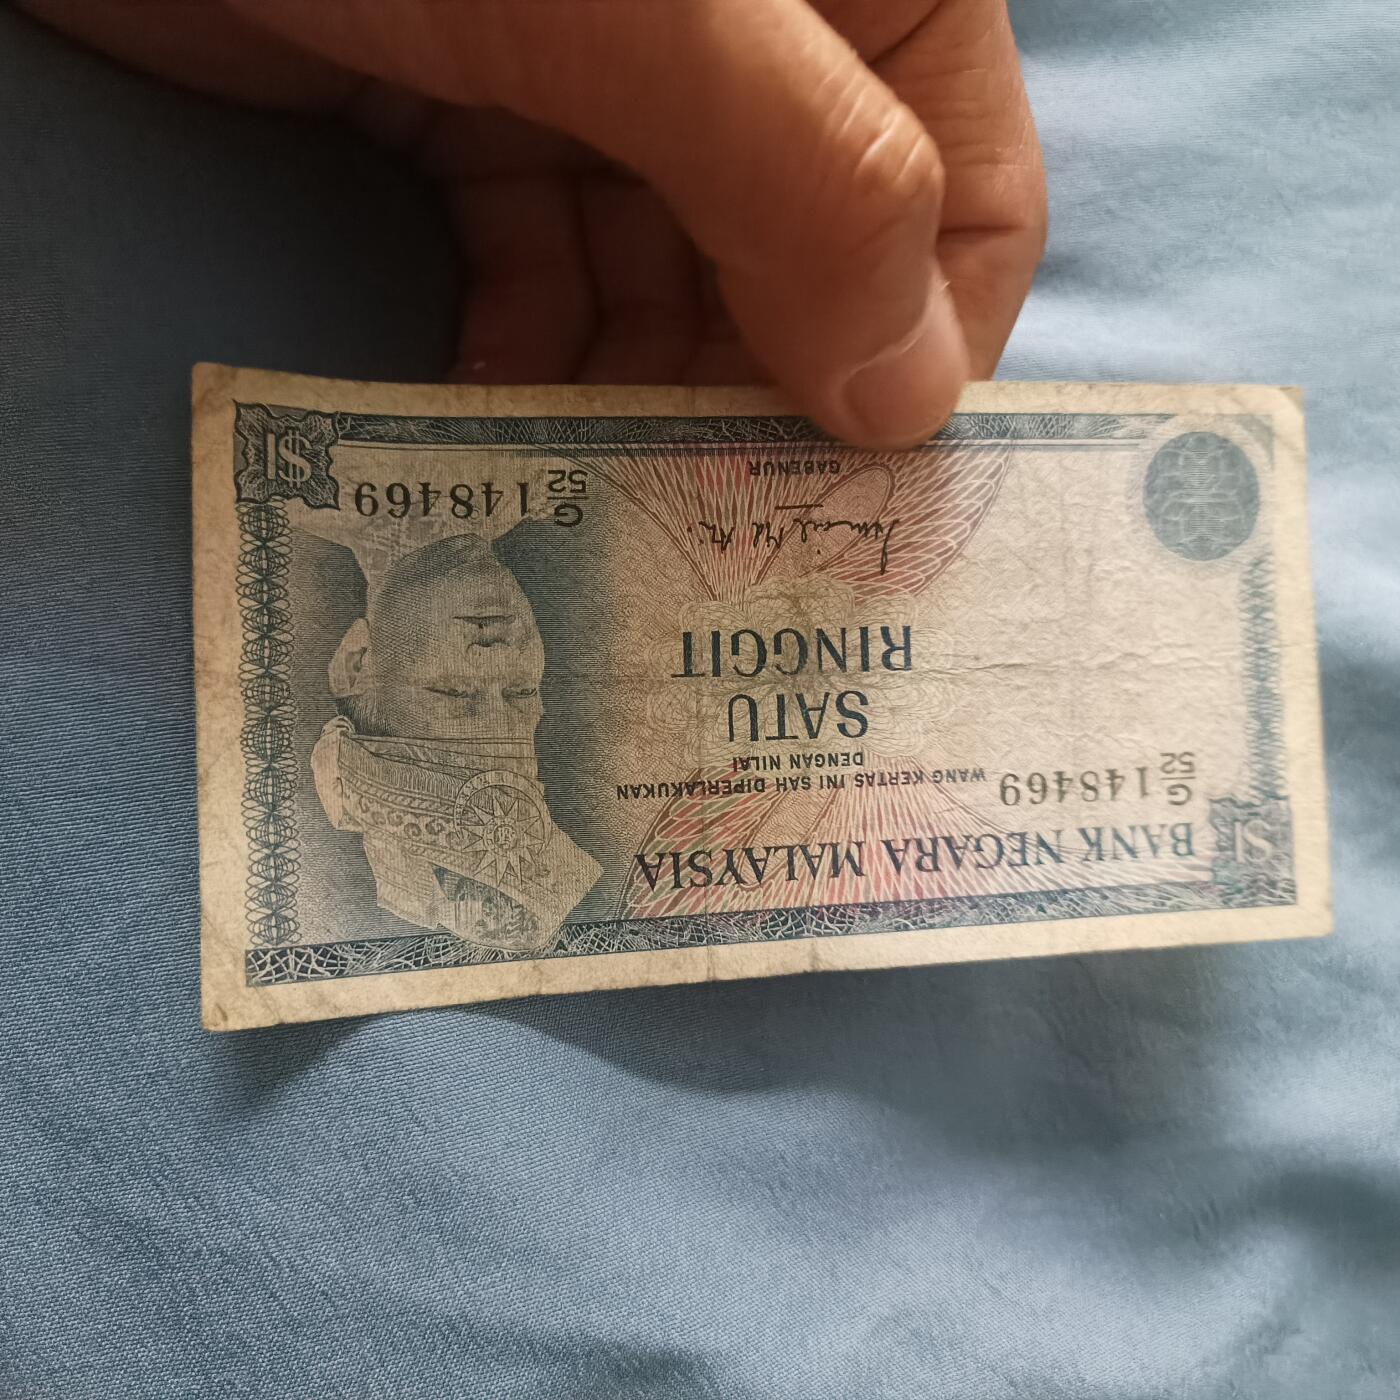 BANK NEGARA MALAYSIA
$1
G/52 148469
WANG KERTAS INI SAH DIPERLAKUKAN
DENGAN NILAI
SATU
RINGGIT
GABENUR
G/52 148469
$1